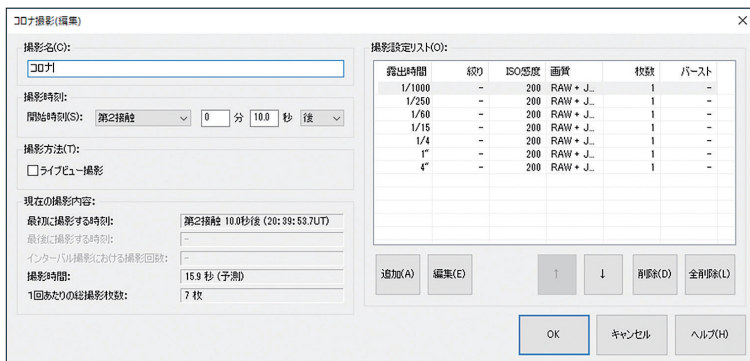 コロナ撮影(編集)
撮影名(C):
コロナ
撮影時刻:
開始時刻(S): 第2接触 0 分 10.0 秒 後
撮影方法(T):
ライブビュー撮影
現在の撮影内容:
最初に撮影する時刻: 第2接触 10.0秒後 (20:39:53.7UT)
最後に撮影する時刻: -
インターバル撮影における撮影回数: -
撮影時間: 15.9 秒 (予測)
1回あたりの総撮影枚数: 7 枚
撮影設定リスト(O):
露出時間 絞り ISO感度 画質 枚数 バースト
1/1000 - 200 RAW + J... 1 -
1/250 - 200 RAW + J... 1 -
1/60 - 200 RAW + J... 1 -
1/15 - 200 RAW + J... 1 -
1/4 - 200 RAW + J... 1 -
1" - 200 RAW + J... 1 -
4" - 200 RAW + J... 1 -
追加(A) 編集(E) ↑ ↓ 削除(D) 全削除(L)
OK キャンセル ヘルプ(H)